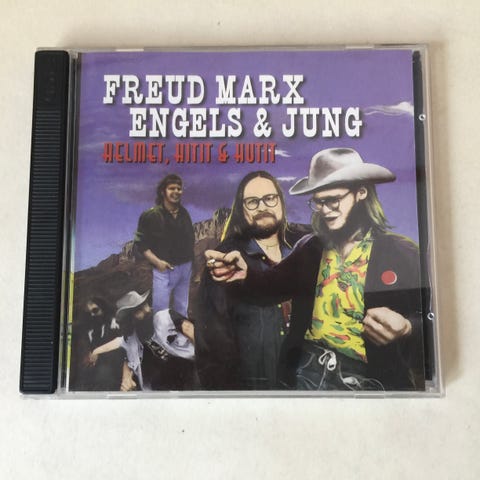 FREUD MARX
ENGELS & JUNG
HELMET, HITIT & HUTIT